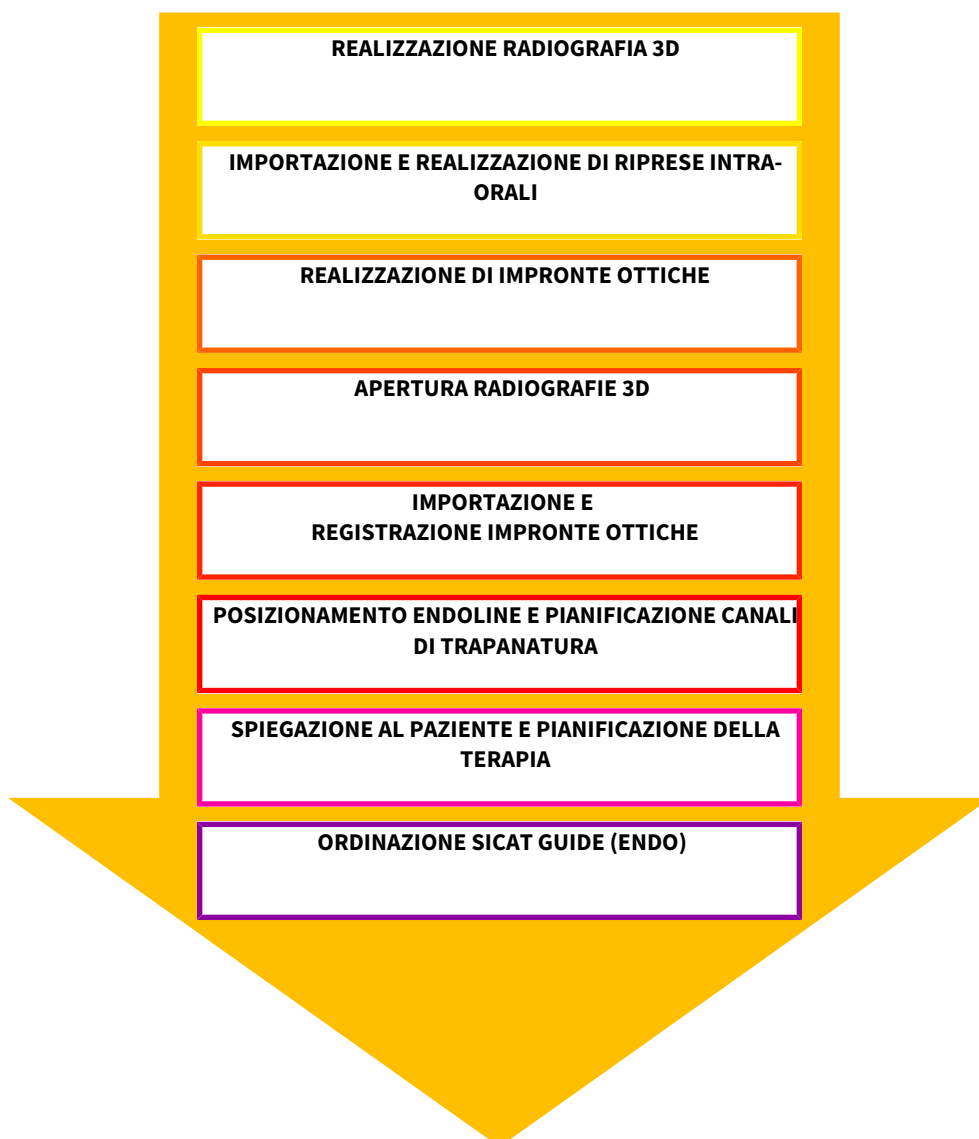 REALIZZAZIONE RADIOGRAFIA 3D
IMPORTAZIONE E REALIZZAZIONE DI RIPRESE INTRA-
ORALI
REALIZZAZIONE DI IMPRONTE OTTICHE
APERTURA RADIOGRAFIE 3D
IMPORTAZIONE E
REGISTRAZIONE IMPRONTE OTTICHE
POSIZIONAMENTO ENDOLINE E PIANIFICAZIONE CANALI
DI TRAPANATURA
SPIEGAZIONE AL PAZIENTE E PIANIFICAZIONE DELLA
TERAPIA
ORDINAZIONE SICAT GUIDE (ENDO)